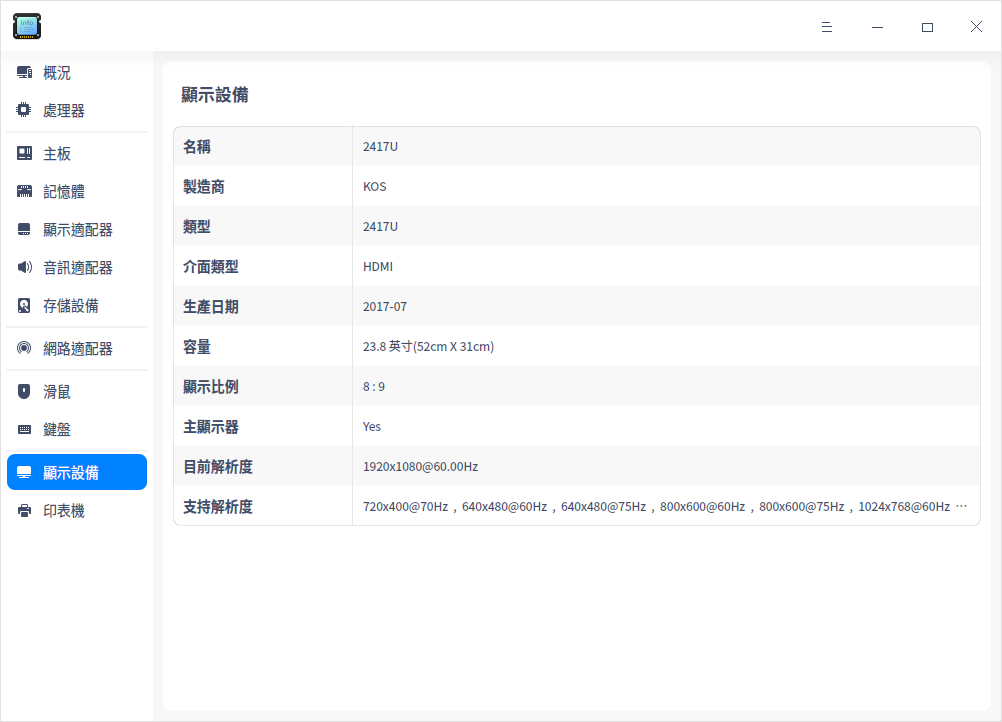 info
概況
處理器
主板
記憶體
顯示適配器
音訊適配器
存儲設備
網路適配器
滑鼠
鍵盤
顯示設備
印表機
顯示設備
名稱 2417U
製造商 KOS
類型 2417U
介面類型 HDMI
生產日期 2017-07
容量 23.8 英寸(52cm X 31cm)
顯示比例 8 : 9
主顯示器 Yes
目前解析度 1920x1080@60.00Hz
支持解析度 720x400@70Hz , 640x480@60Hz , 640x480@75Hz , 800x600@60Hz , 800x600@75Hz , 1024x768@60Hz …